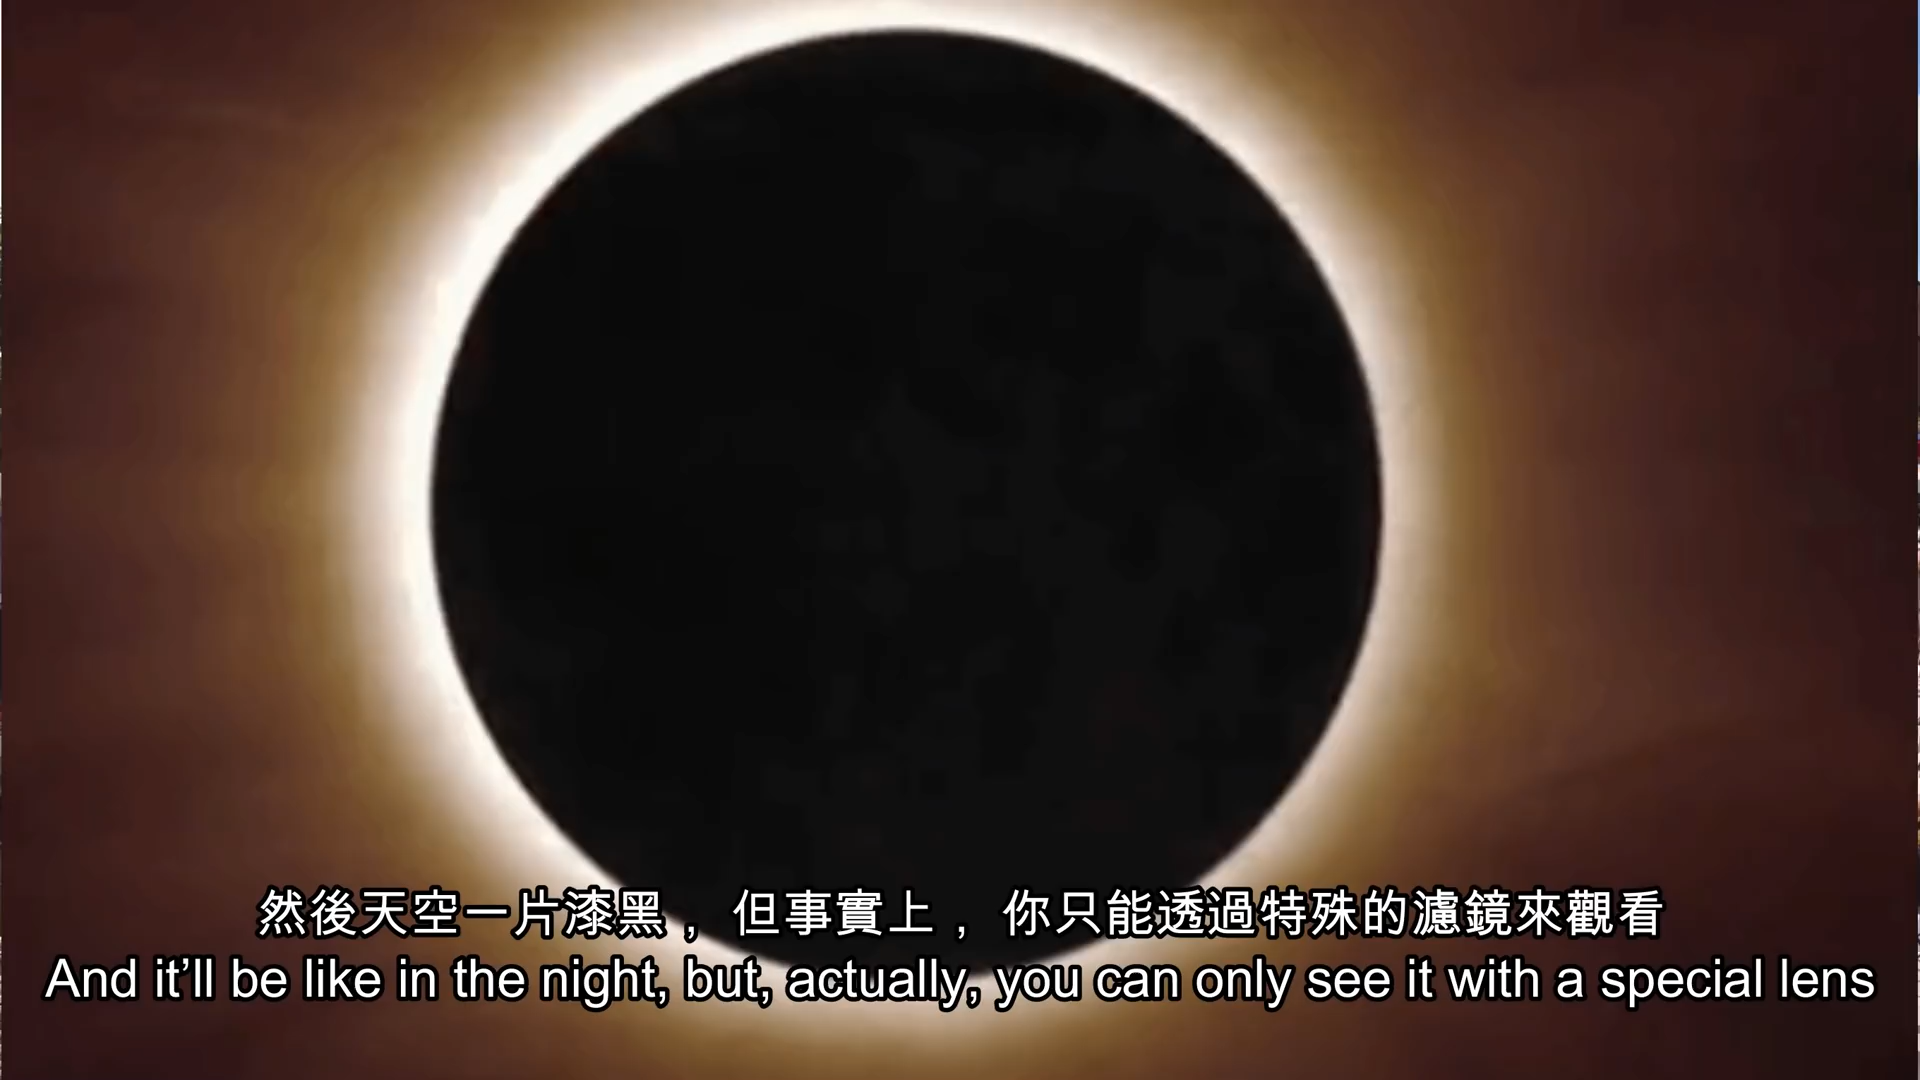 然後天空一片漆黑， 但事實上， 你只能透過特殊的濾鏡來觀看
And it’ll be like in the night, but, actually, you can only see it with a special lens